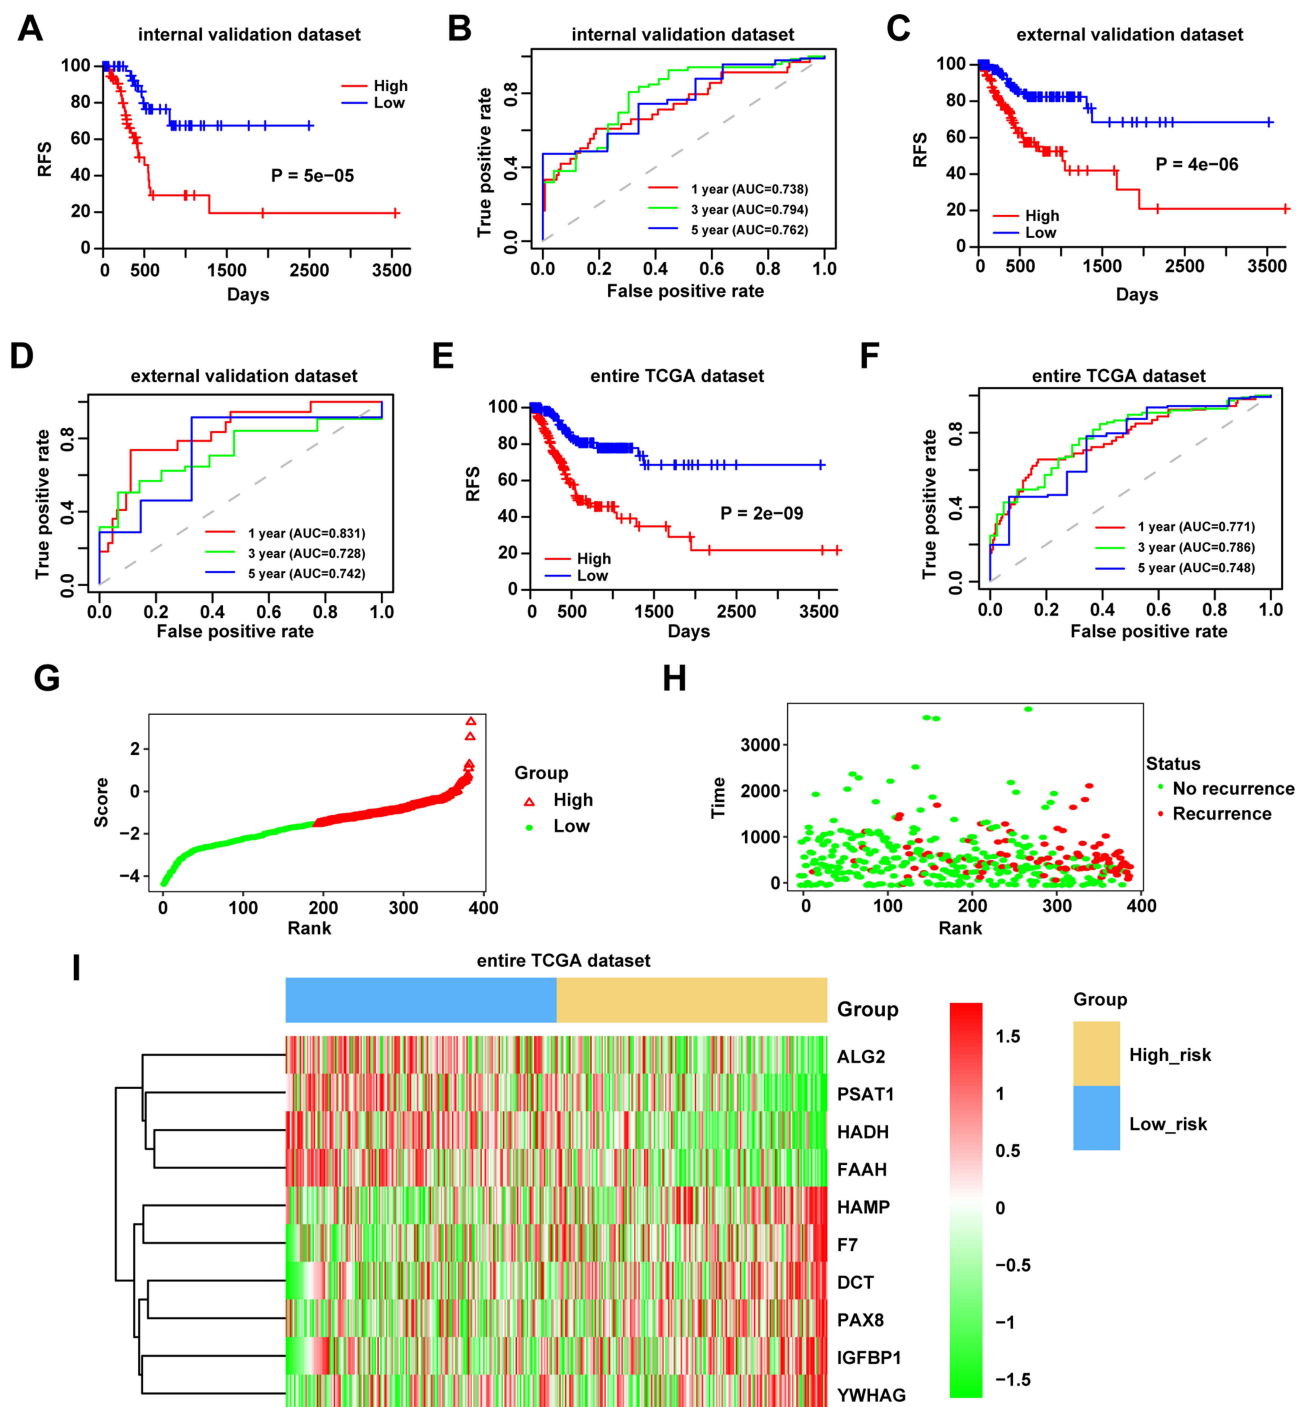 A
internal validation dataset
100
80
60
40
20
0
RFS
High
Low
P = 5e−05
0 500 1500 2500 3500
Days
B
internal validation dataset
True positive rate
0.8
0.4
0.0
1 year (AUC=0.738)
3 year (AUC=0.794)
5 year (AUC=0.762)
0.0 0.2 0.4 0.6 0.8 1.0
False positive rate
C
external validation dataset
100
80
60
40
20
0
RFS
P = 4e−06
High
Low
0 500 1500 2500 3500
Days
D
external validation dataset
True positive rate
0.8
0.4
0.0
1 year (AUC=0.831)
3 year (AUC=0.728)
5 year (AUC=0.742)
0.0 0.2 0.4 0.6 0.8 1.0
False positive rate
E
entire TCGA dataset
100
80
60
40
20
0
RFS
P = 2e−09
High
Low
0 500 1500 2500 3500
Days
F
entire TCGA dataset
True positive rate
0.8
0.4
0.0
1 year (AUC=0.771)
3 year (AUC=0.786)
5 year (AUC=0.748)
0.0 0.2 0.4 0.6 0.8 1.0
False positive rate
G
Score
2
0
−2
−4
0 100 200 300 400
Rank
Group
High
Low
H
Time
3000
2000
1000
0
0 100 200 300 400
Rank
Status
No recurrence
Recurrence
I
entire TCGA dataset
Group
ALG2
PSAT1
HADH
FAAH
HAMP
F7
DCT
PAX8
IGFBP1
YWHAG
1.5
1
0.5
0
−0.5
−1
−1.5
Group
High_risk
Low_risk